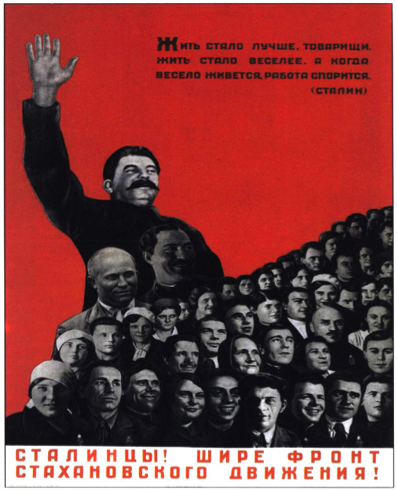 Жить стало лучше, товарищи.
жить стало веселее. а когда
весело живется, работа спорится.
(Сталин)
СТАЛИНЦЫ! ШИРЕ ФРОНТ
СТАХАНОВСКОГО ДВИЖЕНИЯ!